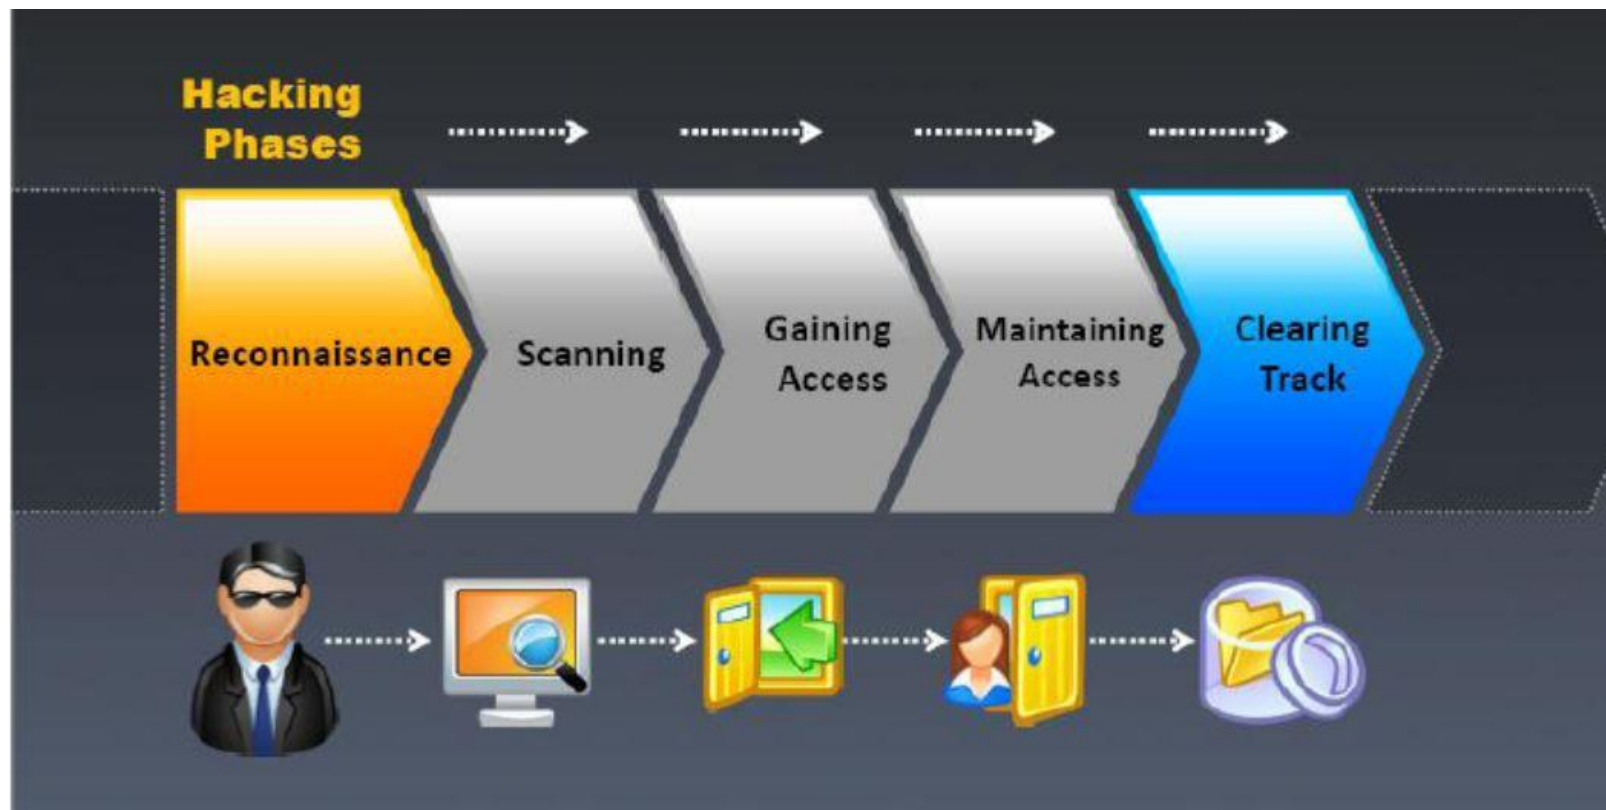 Hacking
Phases
Reconnaissance
Scanning
Gaining
Access
Maintaining
Access
Clearing
Track